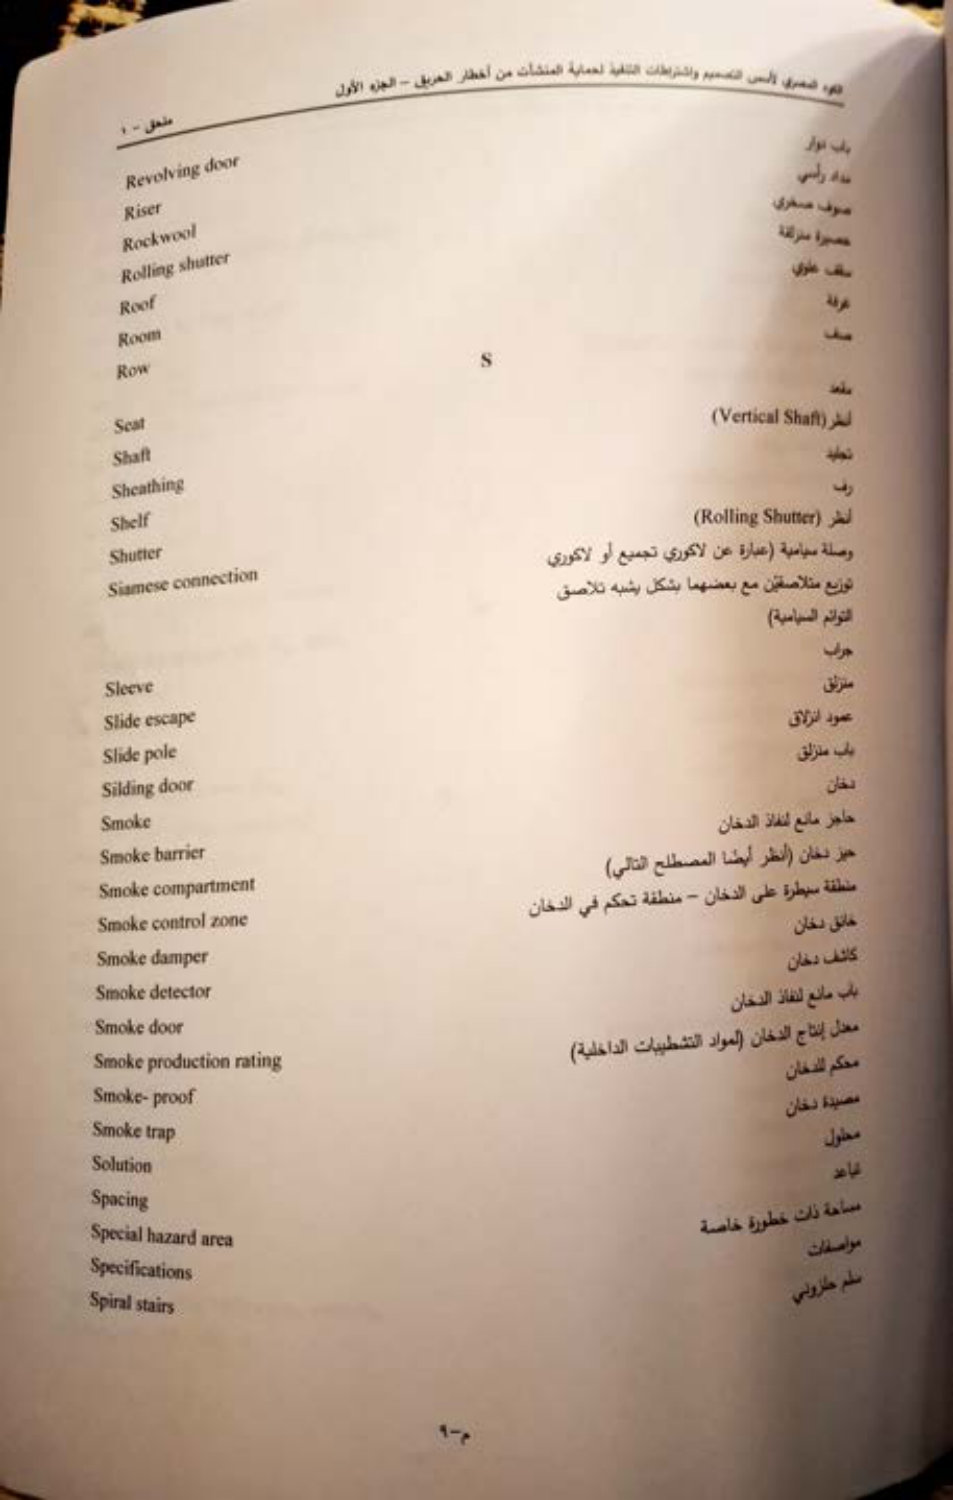 الكود المصري لأسس التصميم واشتراطات التنفيذ لحماية المنشآت من أخطار الحريق – الجزء الأول
ملحق - ١
Revolving door باب دوار
Riser مداد رأسي
Rockwool صوف صخري
Rolling shutter حصيرة منزلقة
Roof سقف علوي
Room غرفة
Row صف
S
Seat مقعد
Shaft أنظر (Vertical Shaft)
Sheathing تجليد
Shelf رف
Shutter أنظر (Rolling Shutter)
Siamese connection وصلة سيامية (عبارة عن لاكوري تجميع أو لاكوري
توزيع متلاصقين مع بعضهما بشكل يشبه تلاصق
التوائم السيامية)
Sleeve جراب
Slide escape منزلق
Slide pole عمود انزلاق
Silding door باب منزلق
Smoke دخان
Smoke barrier حاجز مانع لنفاذ الدخان
Smoke compartment حيز دخان (أنظر أيضا المصطلح التالي)
Smoke control zone منطقة سيطرة على الدخان – منطقة تحكم في الدخان
Smoke damper خانق دخان
Smoke detector كاشف دخان
Smoke door باب مانع لنفاذ الدخان
Smoke production rating معدل إنتاج الدخان (لمواد التشطيبات الداخلية)
Smoke- proof محكم للدخان
Smoke trap مصيدة دخان
Solution محلول
Spacing تباعد
Special hazard area مساحة ذات خطورة خاصة
Specifications مواصفات
Spiral stairs سلم حلزوني
م-٩